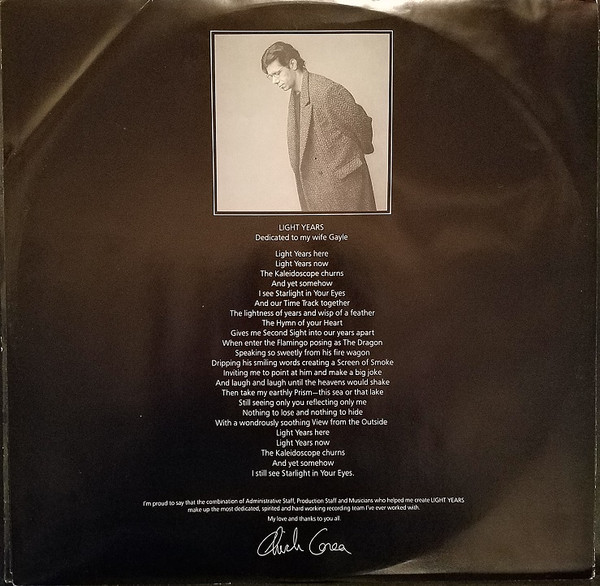 LIGHT YEARS
Dedicated to my wife Gayle
Light Years here
Light Years now
The Kaleidoscope churns
And yet somehow
I see Starlight in Your Eyes
And our Time Track together
The lightness of years and wisp of a feather
The Hymn of your Heart
Gives me Second Sight into our years apart
When enter the Flamingo posing as The Dragon
Speaking so sweetly from his fire wagon
Dripping his smiling words creating a Screen of Smoke
Inviting me to point at him and make a big joke
And laugh and laugh until the heavens would shake
Then take my earthly Prism—this sea or that lake
Still seeing only you reflecting only me
Nothing to lose and nothing to hide
With a wondrously soothing View from the Outside
Light Years here
Light Years now
The Kaleidoscope churns
And yet somehow
I still see Starlight in Your Eyes.
I'm proud to say that the combination of Administrative Staff, Production Staff and Musicians who helped me create LIGHT YEARS
make up the most dedicated, spirited and hard working recording team I've ever worked with.
My love and thanks to you all.
Chick Corea